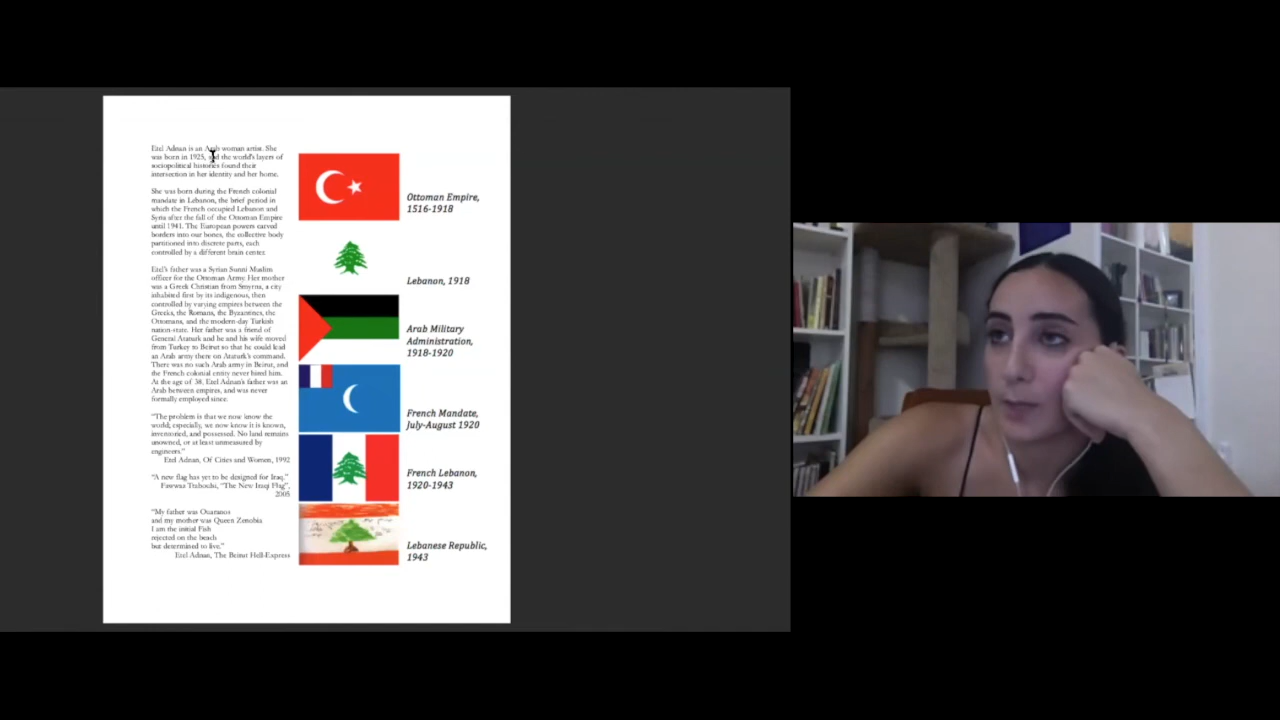 Etel Adnan is an Arab woman artist. She
was born in 1925, and the world's layers of
sociopolitical histories found their
intersection in her identity and her home.
She was born during the French colonial
mandate in Lebanon, the brief period in
which the French occupied Lebanon and
Syria after the fall of the Ottoman Empire
until 1941. The European powers carved
borders into our bones, the collective body
partitioned into discrete parts, each
controlled by a different brain center.
Etel's father was a Syrian Sunni Muslim
officer for the Ottoman Army. Her mother
was a Greek Christian from Smyrna, a city
inhabited first by its indigenous, then
controlled by varying empires between the
Greeks, the Romans, the Byzantines, the
Ottomans, and the modern-day Turkish
nation-state. Her father was a friend of
General Ataturk and he and his wife moved
from Turkey to Beirut so that he could lead
an Arab army there on Ataturk's command.
There was no such Arab army in Beirut, and
the French colonial entity never hired him.
At the age of 38, Etel Adnan's father was an
Arab between empires, and was never
formally employed since.
"The problem is that we now know the
world, especially, we now know it is known,
inventoried, and possessed. No land remains
unowned, or at least unmeasured by
engineers."
Etel Adnan, Of Cities and Women, 1992
"A new flag has yet to be designed for Iraq."
Fawwaz Traboulsi, "The New Iraqi Flag",
2005
"My father was Ouranos
and my mother was Queen Zenobia
I am the initial Fish
rejected on the beach
but determined to live."
Etel Adnan, The Beirut Hell-Express
Ottoman Empire,
1516-1918
Lebanon, 1918
Arab Military
Administration,
1918-1920
French Mandate,
July-August 1920
French Lebanon,
1920-1943
Lebanese Republic,
1943